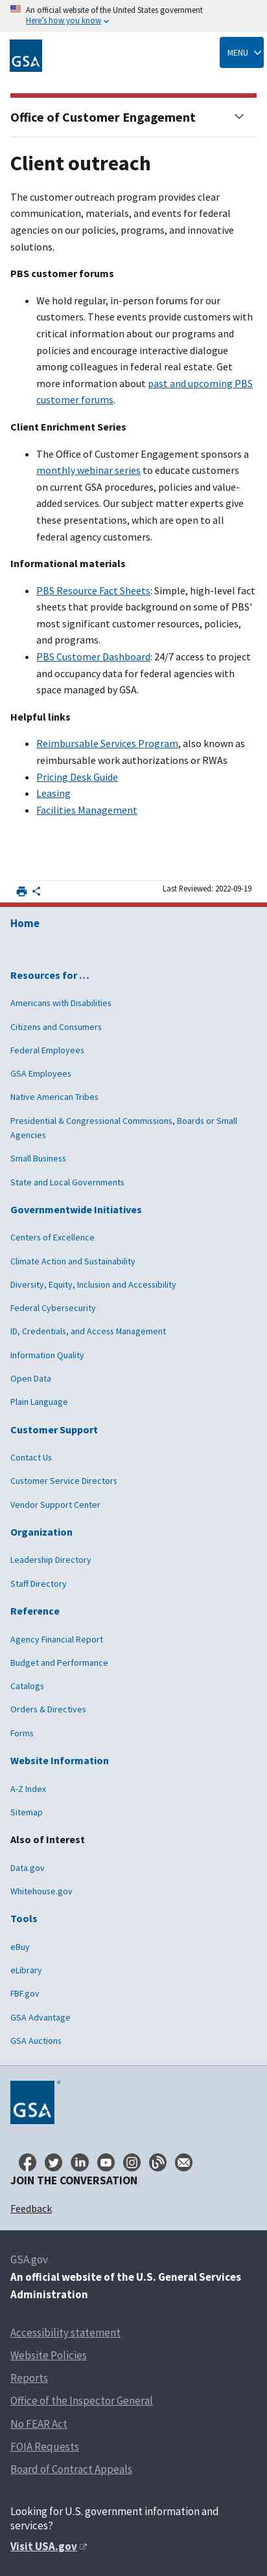 An official website of the United States government
Here's how you know
GSA
MENU
Office of Customer Engagement
Client outreach
The customer outreach program provides clear
communication, materials, and events for federal
agencies on our policies, programs, and innovative
solutions.
PBS customer forums
We hold regular, in-person forums for our
customers. These events provide customers with
critical information about our programs and
policies and encourage interactive dialogue
among colleagues in federal real estate. Get
more information about past and upcoming PBS
customer forums.
Client Enrichment Series
The Office of Customer Engagement sponsors a
monthly webinar series to educate customers
on current GSA procedures, policies and value-
added services. Our subject matter experts give
these presentations, which are open to all
federal agency customers.
Informational materials
PBS Resource Fact Sheets: Simple, high-level fact
sheets that provide background on some of PBS'
most significant customer resources, policies,
and programs.
PBS Customer Dashboard: 24/7 access to project
and occupancy data for federal agencies with
space managed by GSA.
Helpful links
Reimbursable Services Program, also known as
reimbursable work authorizations or RWAs
Pricing Desk Guide
Leasing
Facilities Management
Last Reviewed: 2022-09-19
Home
Resources for …
Americans with Disabilities
Citizens and Consumers
Federal Employees
GSA Employees
Native American Tribes
Presidential & Congressional Commissions, Boards or Small
Agencies
Small Business
State and Local Governments
Governmentwide Initiatives
Centers of Excellence
Climate Action and Sustainability
Diversity, Equity, Inclusion and Accessibility
Federal Cybersecurity
ID, Credentials, and Access Management
Information Quality
Open Data
Plain Language
Customer Support
Contact Us
Customer Service Directors
Vendor Support Center
Organization
Leadership Directory
Staff Directory
Reference
Agency Financial Report
Budget and Performance
Catalogs
Orders & Directives
Forms
Website Information
A-Z Index
Sitemap
Also of Interest
Data.gov
Whitehouse.gov
Tools
eBuy
eLibrary
FBF.gov
GSA Advantage
GSA Auctions
GSA
JOIN THE CONVERSATION
Feedback
GSA.gov
An official website of the U.S. General Services
Administration
Accessibility statement
Website Policies
Reports
Office of the Inspector General
No FEAR Act
FOIA Requests
Board of Contract Appeals
Looking for U.S. government information and
services?
Visit USA.gov